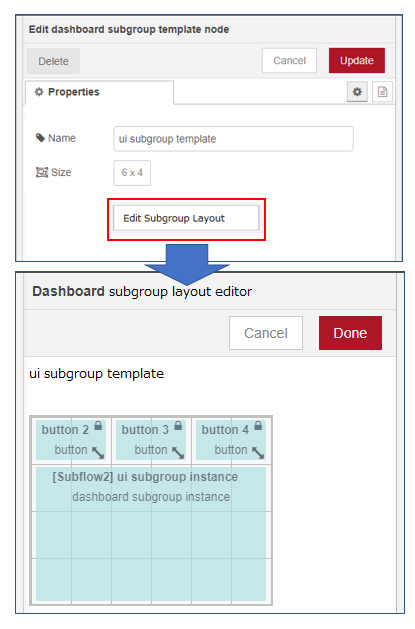 Edit dashboard subgroup template node
Delete
Cancel
Update
Properties
Name
ui subgroup template
Size
6 x 4
Edit Subgroup Layout
Dashboard subgroup layout editor
Cancel
Done
ui subgroup template
button 2
button 3
button 4
button
button
button
[Subflow2] ui subgroup instance
dashboard subgroup instance